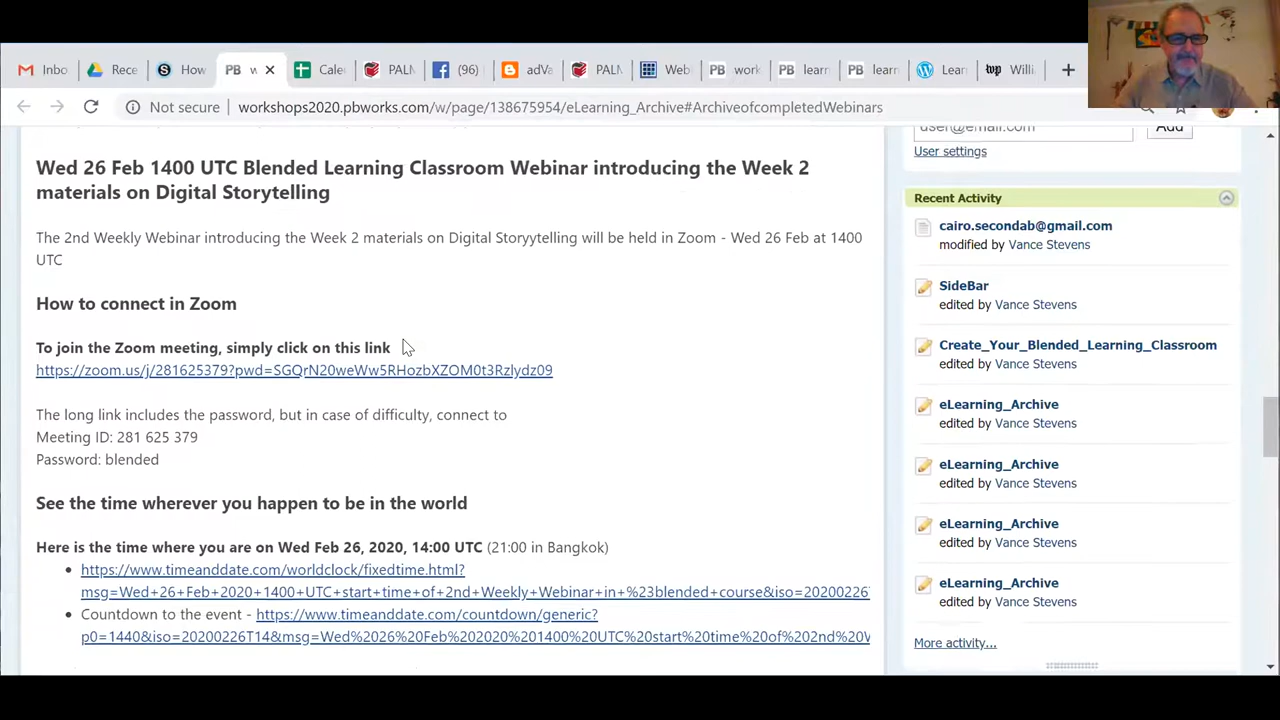 Inbo
Rece
How
w
Cale
PALM
(96)
adVa
PALM
Web
work
learn
learn
Lear
Willi.
Not secure
workshops2020.pbworks.com/w/page/138675954/eLearning_Archive#ArchiveofcompletedWebinars
user@email.com
Add
User settings
Wed 26 Feb 1400 UTC Blended Learning Classroom Webinar introducing the Week 2
materials on Digital Storytelling
The 2nd Weekly Webinar introducing the Week 2 materials on Digital Storyytelling will be held in Zoom - Wed 26 Feb at 1400
UTC
How to connect in Zoom
To join the Zoom meeting, simply click on this link
https://zoom.us/j/281625379?pwd=SGQrN20weWw5RHozbXZOM0t3Rzlydz09
The long link includes the password, but in case of difficulty, connect to
Meeting ID: 281 625 379
Password: blended
See the time wherever you happen to be in the world
Here is the time where you are on Wed Feb 26, 2020, 14:00 UTC (21:00 in Bangkok)
https://www.timeanddate.com/worldclock/fixedtime.html?
msg=Wed+26+Feb+2020+1400+UTC+start+time+of+2nd+Weekly+Webinar+in+%23blended+course&iso=20200226
Countdown to the event - https://www.timeanddate.com/countdown/generic?
p0=1440&iso=20200226T14&msg=Wed%2026%20Feb%202020%201400%20UTC%20start%20time%20of%202nd%20V
Recent Activity
cairo.secondab@gmail.com
modified by Vance Stevens
SideBar
edited by Vance Stevens
Create_Your_Blended_Learning_Classroom
edited by Vance Stevens
eLearning_Archive
edited by Vance Stevens
eLearning_Archive
edited by Vance Stevens
eLearning_Archive
edited by Vance Stevens
eLearning_Archive
edited by Vance Stevens
More activity...